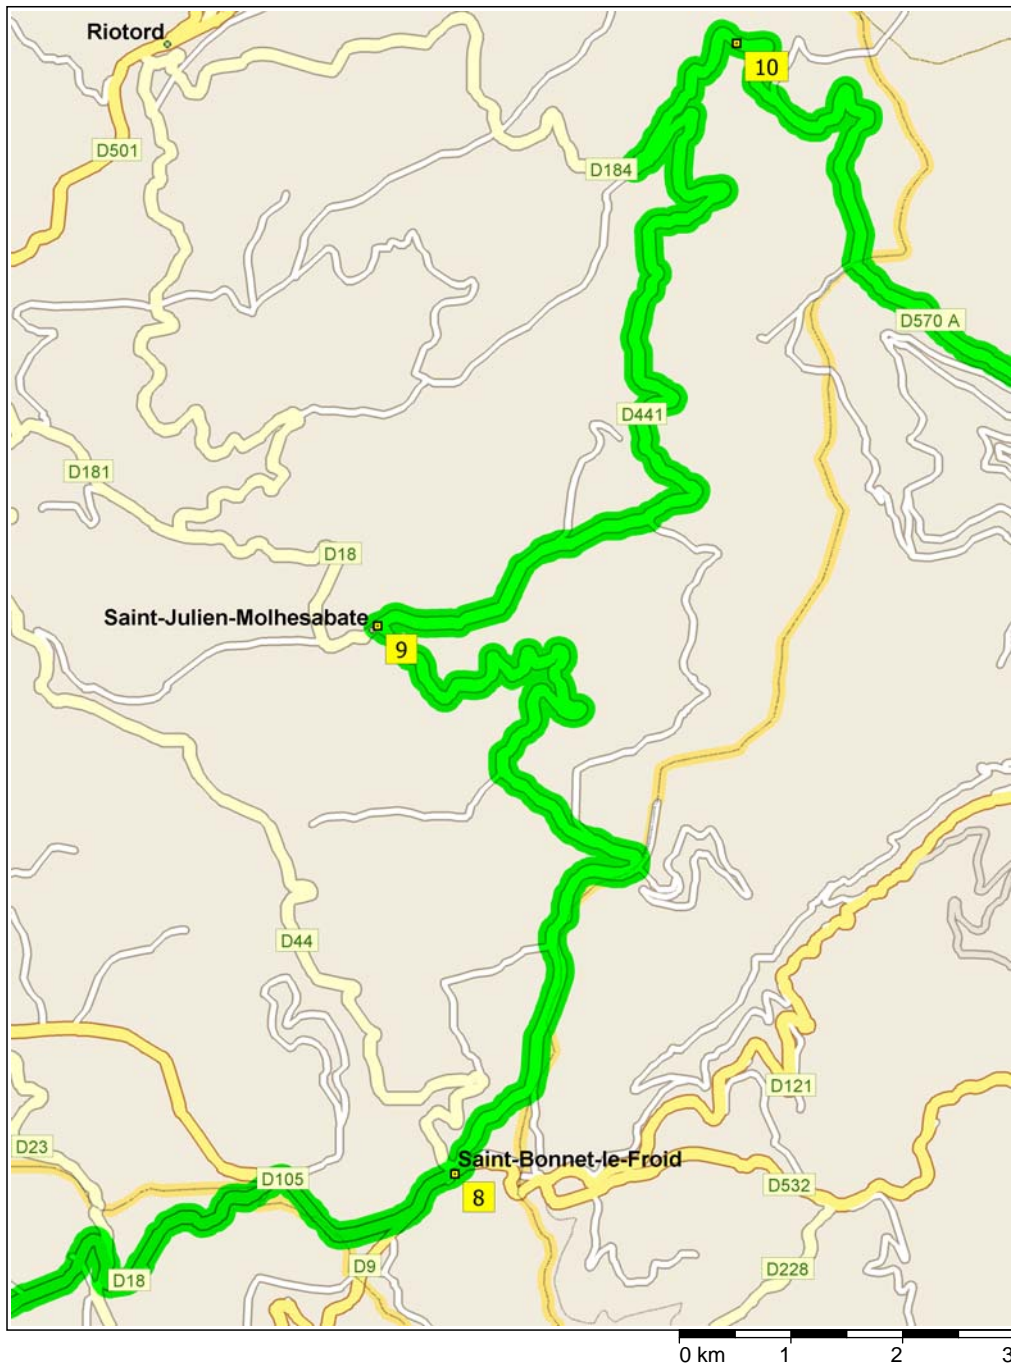 Riotord
10
D501
D184
D570 A
D441
D181
D18
Saint-Julien-Molhesabate
9
D44
D121
D23
Saint-Bonnet-le-Froid
D105
D532
8
D9
D228
D18
0 km 1 2 3